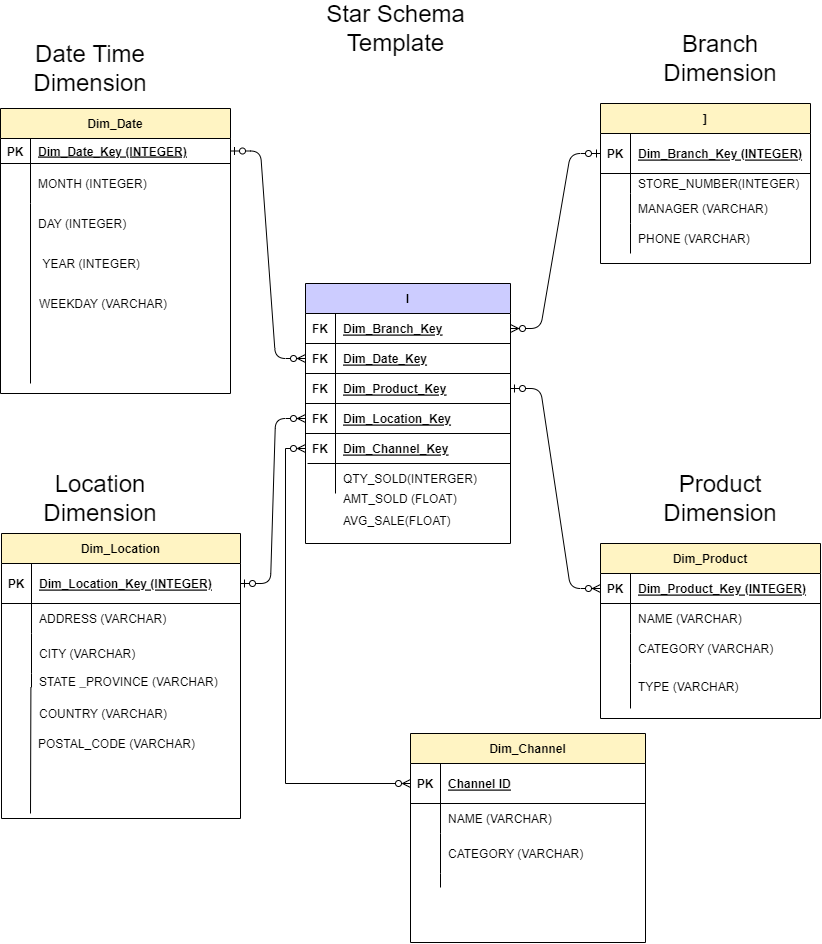 Star Schema
Template
Date Time
Dimension
Branch
Dimension
Dim_Date
PK Dim_Date_Key (INTEGER)
MONTH (INTEGER)
DAY (INTEGER)
YEAR (INTEGER)
WEEKDAY (VARCHAR)
]
PK Dim_Branch_Key (INTEGER)
STORE_NUMBER(INTEGER)
MANAGER (VARCHAR)
PHONE (VARCHAR)
I
FK Dim_Branch_Key
FK Dim_Date_Key
FK Dim_Product_Key
FK Dim_Location_Key
FK Dim_Channel_Key
QTY_SOLD(INTERGER)
AMT_SOLD (FLOAT)
AVG_SALE(FLOAT)
Location
Dimension
Dim_Location
PK Dim_Location_Key (INTEGER)
ADDRESS (VARCHAR)
CITY (VARCHAR)
STATE _PROVINCE (VARCHAR)
COUNTRY (VARCHAR)
POSTAL_CODE (VARCHAR)
Product
Dimension
Dim_Product
PK Dim_Product_Key (INTEGER)
NAME (VARCHAR)
CATEGORY (VARCHAR)
TYPE (VARCHAR)
Dim_Channel
PK Channel ID
NAME (VARCHAR)
CATEGORY (VARCHAR)